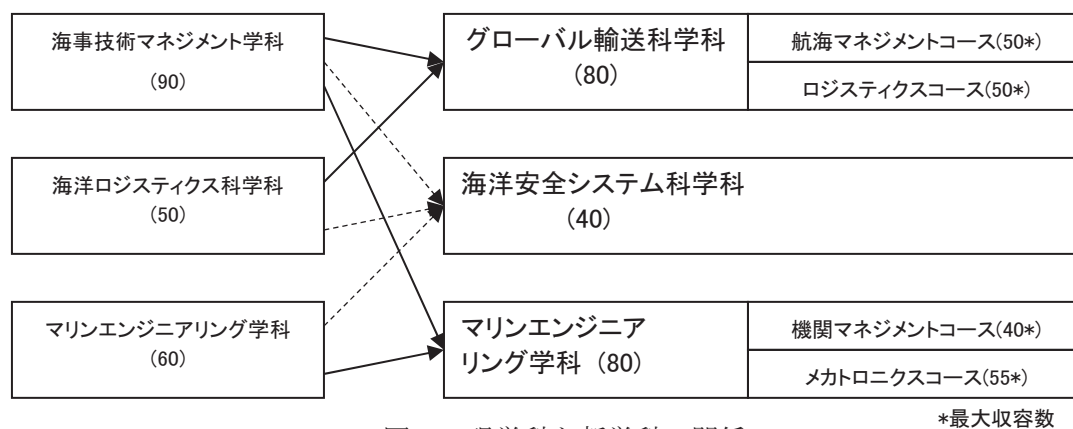 海事技術マネジメント学科
(90)
グローバル輸送科学科
(80)
航海マネジメントコース(50*)
ロジスティクスコース(50*)
海洋ロジスティクス科学科
(50)
海洋安全システム科学科
(40)
マリンエンジニアリング学科
(60)
マリンエンジニア
リング学科 (80)
機関マネジメントコース(40*)
メカトロニクスコース(55*)
*最大収容数